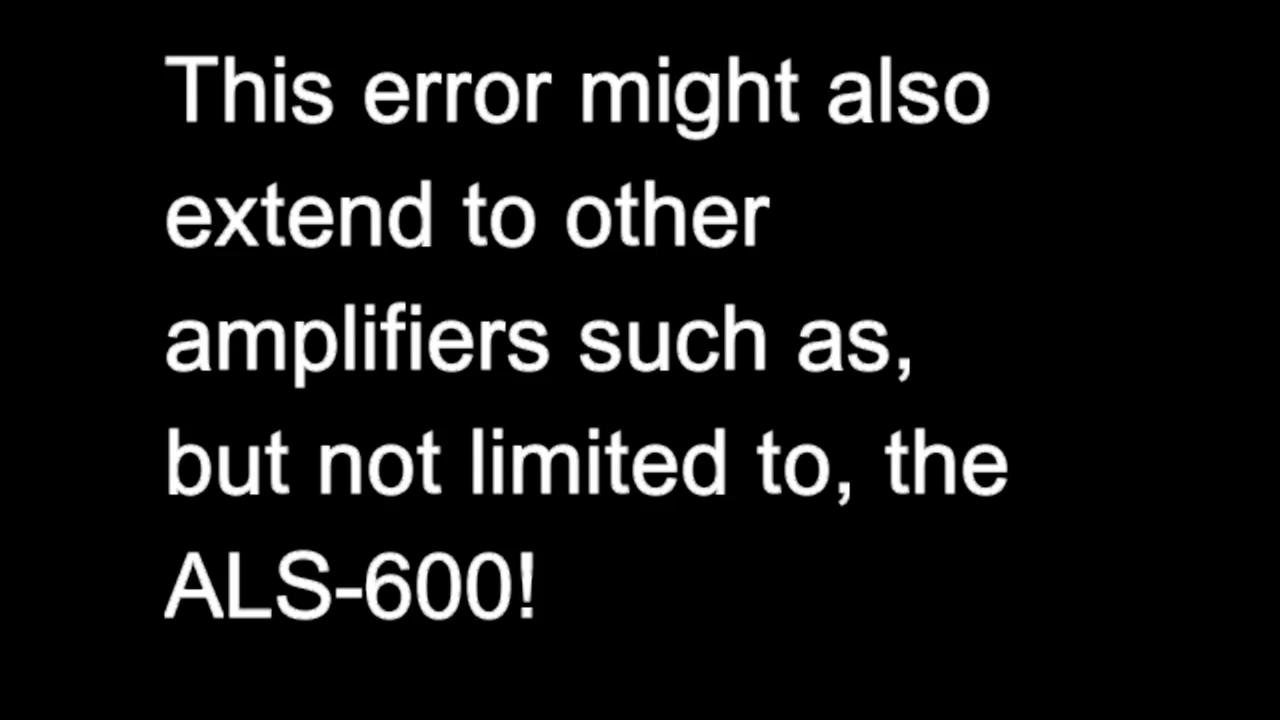 This error might also
extend to other
amplifiers such as,
but not limited to, the
ALS-600!